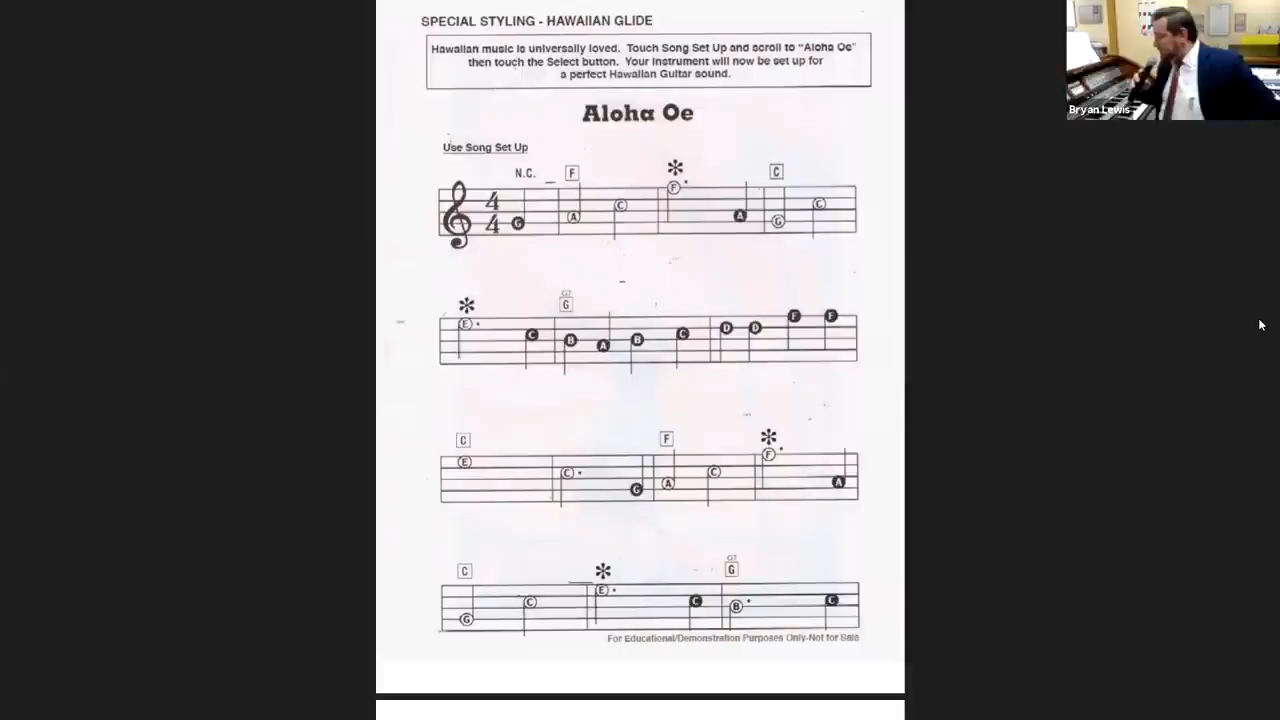 SPECIAL STYLING - HAWAIIAN GLIDE
Hawaiian music is universally loved. Touch Song Set Up and scroll to "Aloha Oe"
then touch the Select button. Your instrument will now be set up for
a perfect Hawaiian Guitar sound.
Bryan Lewis
Aloha Oe
Use Song Set Up
N.C. F * C
4 4 G A C F A G C
* G7 G
E C B A B C D D F F
C F *
E C G A C F A
C * G7 G
G C E C B C
For Educational/Demonstration Purposes Only-Not for Sale